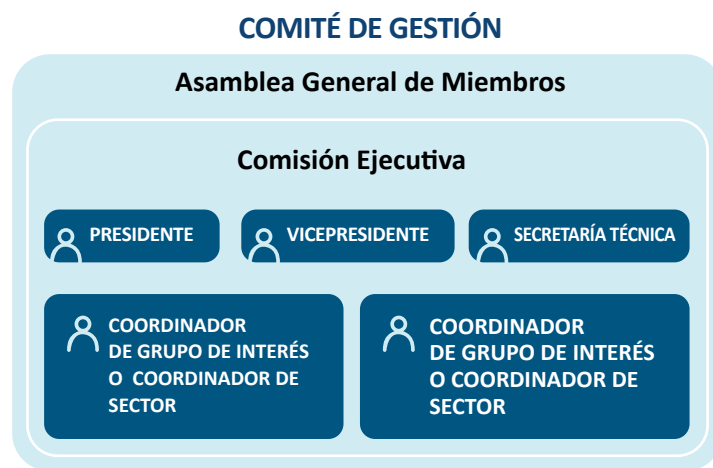 COMITÉ DE GESTIÓN
Asamblea General de Miembros
Comisión Ejecutiva
PRESIDENTE
VICEPRESIDENTE
SECRETARÍA TÉCNICA
COORDINADOR
DE GRUPO DE INTERÉS
O COORDINADOR DE
SECTOR
COORDINADOR
DE GRUPO DE INTERÉS
O COORDINADOR DE
SECTOR